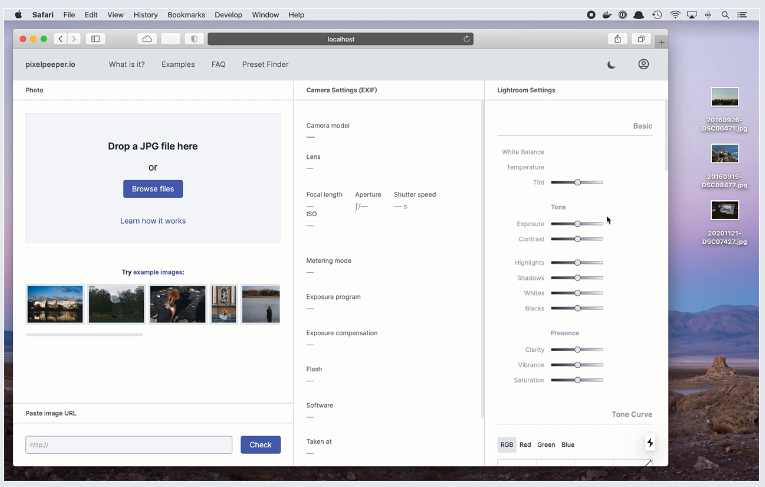 Safari File Edit View History Bookmarks Develop Window Help
localhost
pixelpeeper.io What is it? Examples FAQ Preset Finder
Photo
Drop a JPG file here
or
Browse files
Learn how it works
Try example images:
Paste image URL
http://
Check
Camera Settings (EXIF)
Camera model
—
Lens
—
Focal length Aperture Shutter speed
— ƒ/— — s
ISO
—
Metering mode
—
Exposure program
—
Exposure compensation
—
Flash
—
Software
—
Taken at
—
Lightroom Settings
Basic
White Balance
Temperature
Tint
Tone
Exposure
Contrast
Highlights
Shadows
Whites
Blacks
Presence
Clarity
Vibrance
Saturation
Tone Curve
RGB Red Green Blue
20160926-
DSC00471.jpg
20160919-
DSC08477.jpg
20201121-
DSC07427.jpg